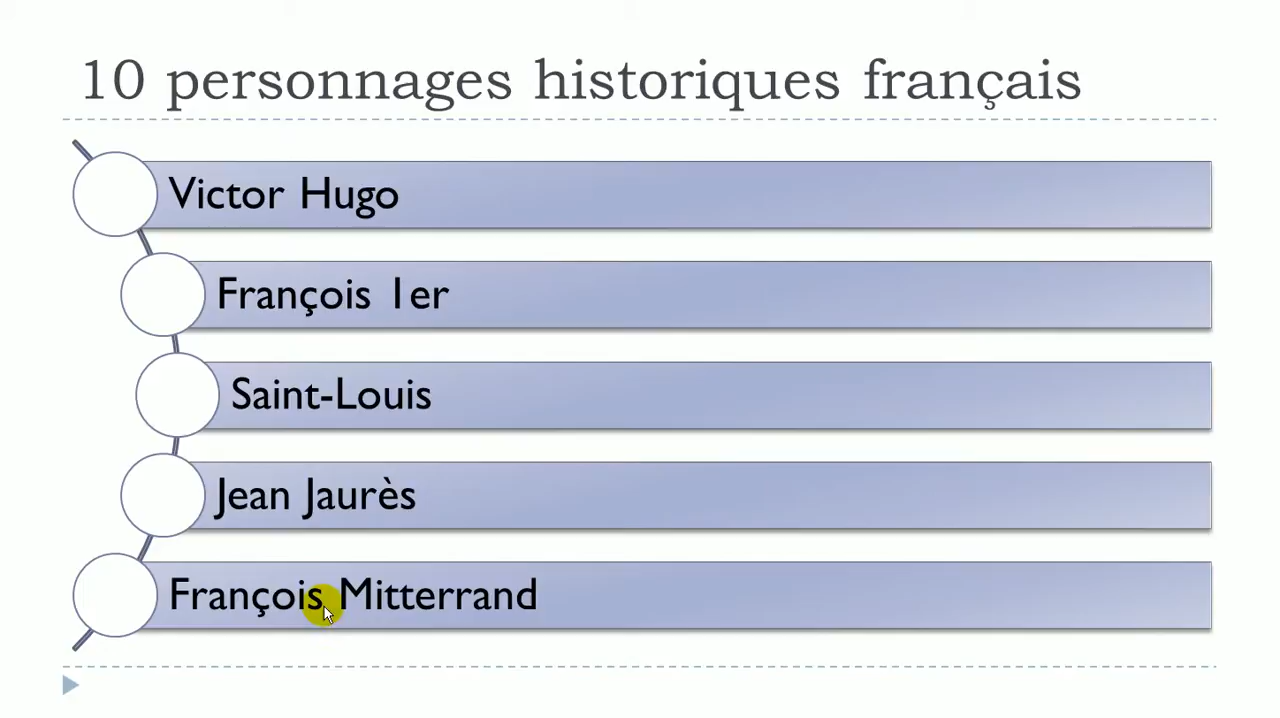 10 personnages historiques français
Victor Hugo
François 1er
Saint-Louis
Jean Jaurès
François Mitterrand